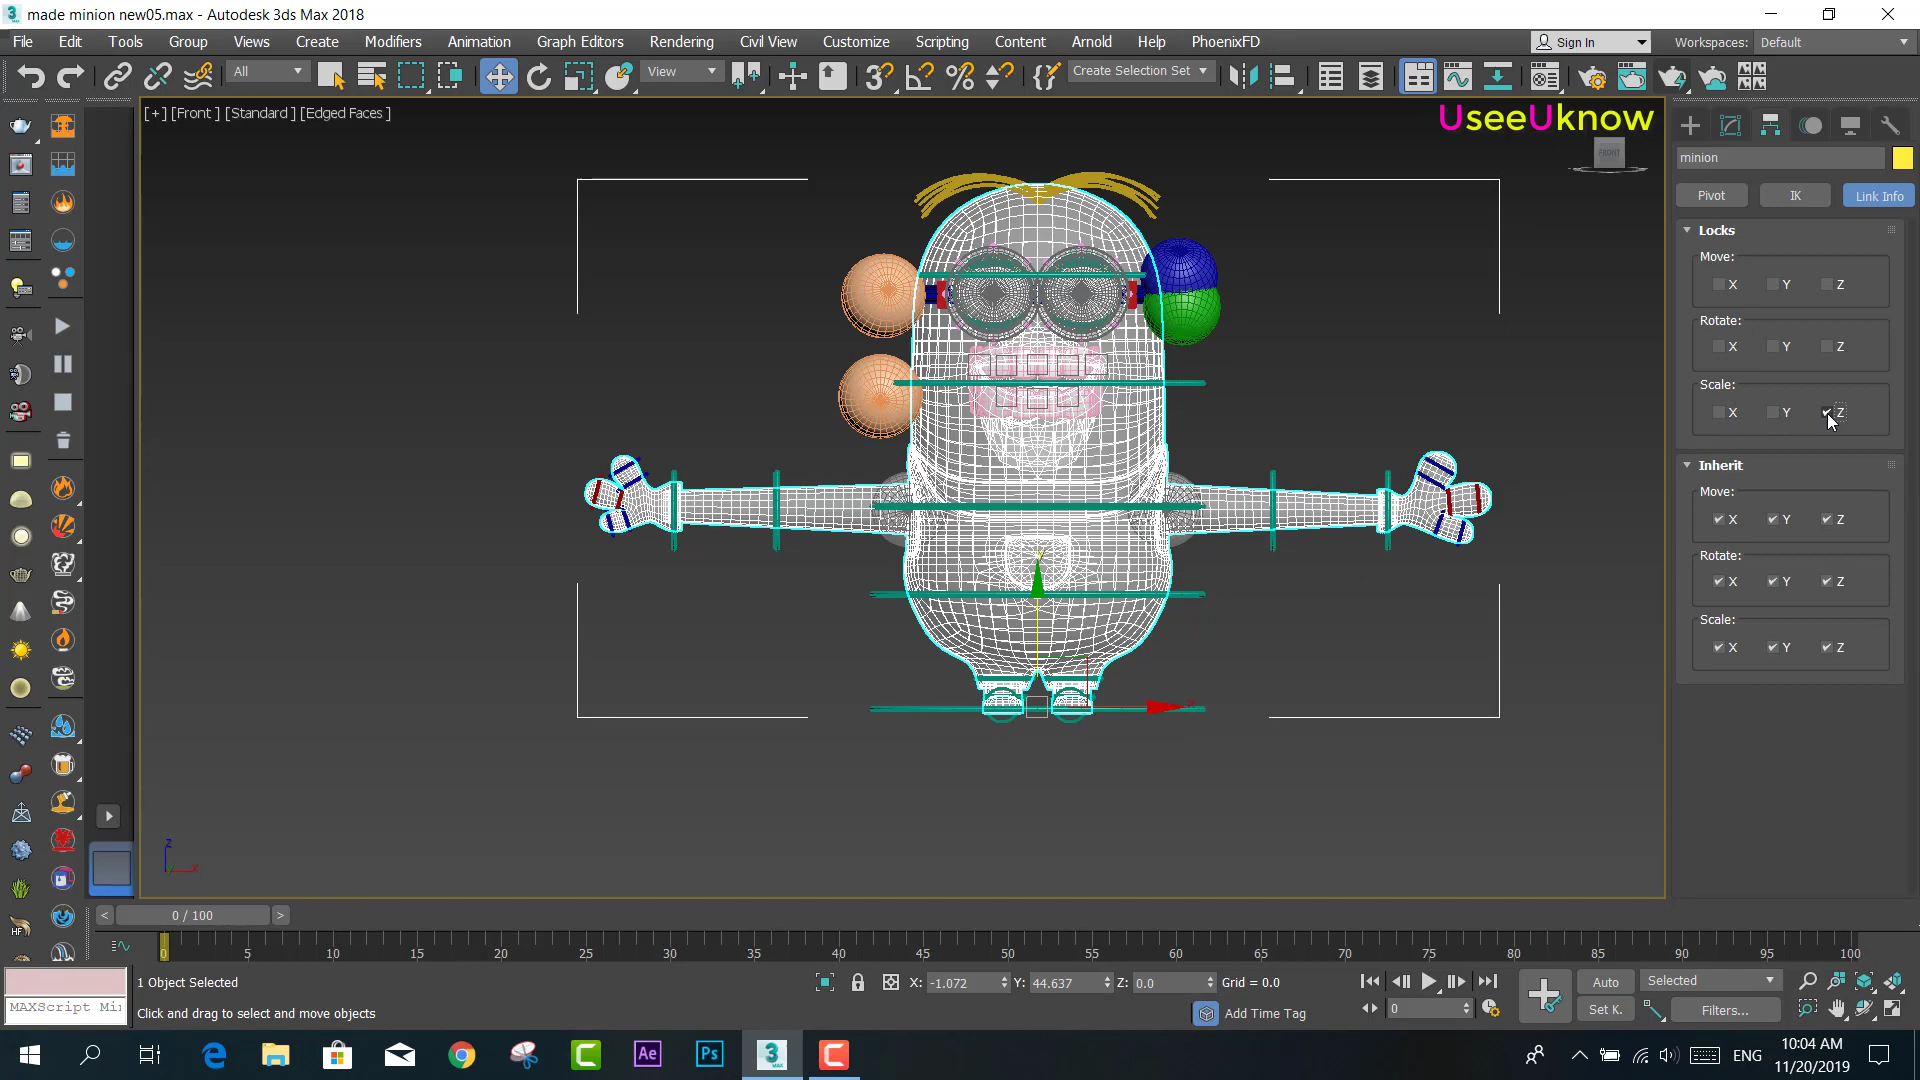 made minion new05.max - Autodesk 3ds Max 2018
File Edit Tools Group Views Create Modifiers Animation Graph Editors Rendering Civil View Customize Scripting Content Arnold Help PhoenixFD
Sign In
Workspaces: Default
All
View
Create Selection Set
[+] [Front] [Standard] [Edged Faces]
UseeUknow
FRONT
minion
Pivot IK Link Info
Locks
Move:
X Y Z
Rotate:
X Y Z
Scale:
X Y Z
Inherit
Move:
X Y Z
Rotate:
X Y Z
Scale:
X Y Z
z
x
0 / 100
0 5 10 15 20 25 30 35 40 45 50 55 60 65 70 75 80 85 90 95 100
1 Object Selected
X: -1.072 Y: 44.637 Z: 0.0 Grid = 0.0
Auto Selected
MAXScript Mi
Click and drag to select and move objects
Add Time Tag
0
Set K. Filters...
ENG
10:04 AM
11/20/2019